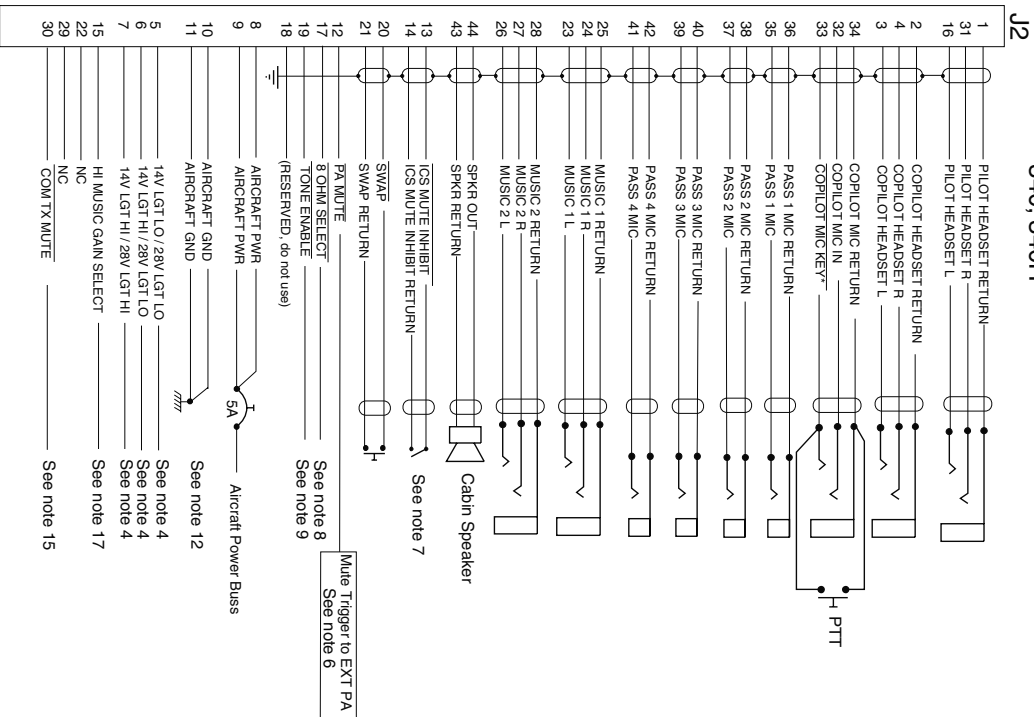 J2
1 PILOT HEADSET RETURN
31 PILOT HEADSET R
16 PILOT HEADSET L
2 COPILOT HEADSET RETURN
4 COPILOT HEADSET R
3 COPILOT HEADSET L
34 COPILOT MIC RETURN
32 COPILOT MIC IN
33 COPILOT MIC KEY*
PTT
36 PASS 1 MIC RETURN
35 PASS 1 MIC
38 PASS 2 MIC RETURN
37 PASS 2 MIC
40 PASS 3 MIC RETURN
39 PASS 3 MIC
42 PASS 4 MIC RETURN
41 PASS 4 MIC
25 MUSIC 1 RETURN
24 MUSIC 1 R
23 MUSIC 1 L
28 MUSIC 2 RETURN
27 MUSIC 2 R
26 MUSIC 2 L
44 SPKR OUT
43 SPKR RETURN
Cabin Speaker
13 ICS MUTE INHIBIT
14 ICS MUTE INHIBIT RETURN
See note 7
20 SWAP
21 SWAP RETURN
12 PA MUTE
Mute Trigger to EXT PA
See note 6
17 8 OHM SELECT See note 8
19 TONE ENABLE See note 9
18 (RESERVED, do not use)
8 AIRCRAFT PWR
9 AIRCRAFT PWR
5A
Aircraft Power Buss
10 AIRCRAFT GND
11 AIRCRAFT GND
See note 12
5 14V LGT LO / 28V LGT LO See note 4
6 14V LGT HI / 28V LGT LO See note 4
7 14V LGT HI / 28V LGT HI See note 4
15 HI MUSIC GAIN SELECT See note 17
22 NC
29 NC
30 COM TX MUTE See note 15